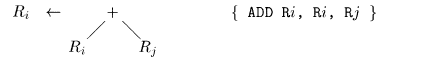 Ri ← + { ADD Ri, Ri, Rj }
Ri Rj